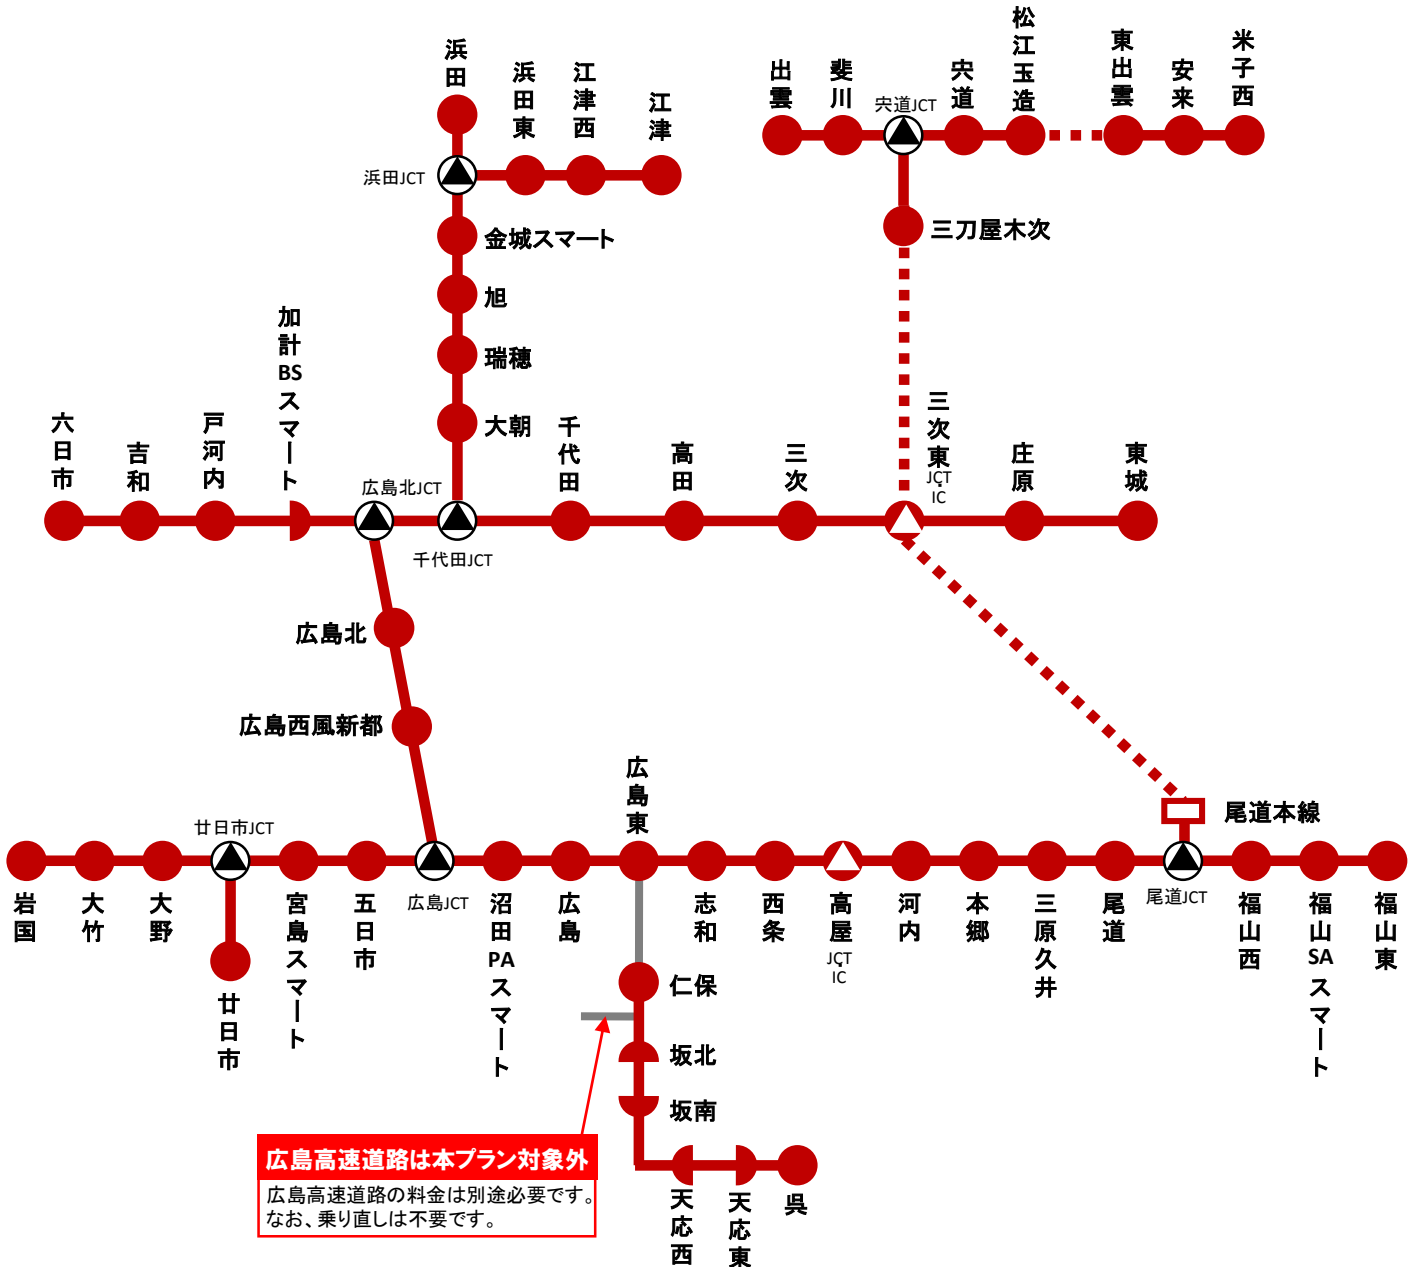 浜田
浜田東
江津西
江津
出雲
斐川
宍道JCT
宍道
松江玉造
東出雲
安来
米子西
浜田JCT
金城スマート
三刀屋木次
旭
瑞穂
大朝
六日市
吉和
戸河内
加計BSスマート
広島北JCT
千代田JCT
千代田
高田
三次
三次東
JCT・IC
庄原
東城
広島北
広島西風新都
広島東
尾道本線
岩国
大竹
大野
廿日市JCT
廿日市
宮島スマート
五日市
広島JCT
沼田PAスマート
広島
志和
西条
高屋
JCT・IC
河内
本郷
三原久井
尾道
尾道JCT
福山西
福山SAスマート
福山東
仁保
坂北
坂南
天応西
天応東
呉
広島高速道路は本プラン対象外
広島高速道路の料金は別途必要です。
なお、乗り直しは不要です。